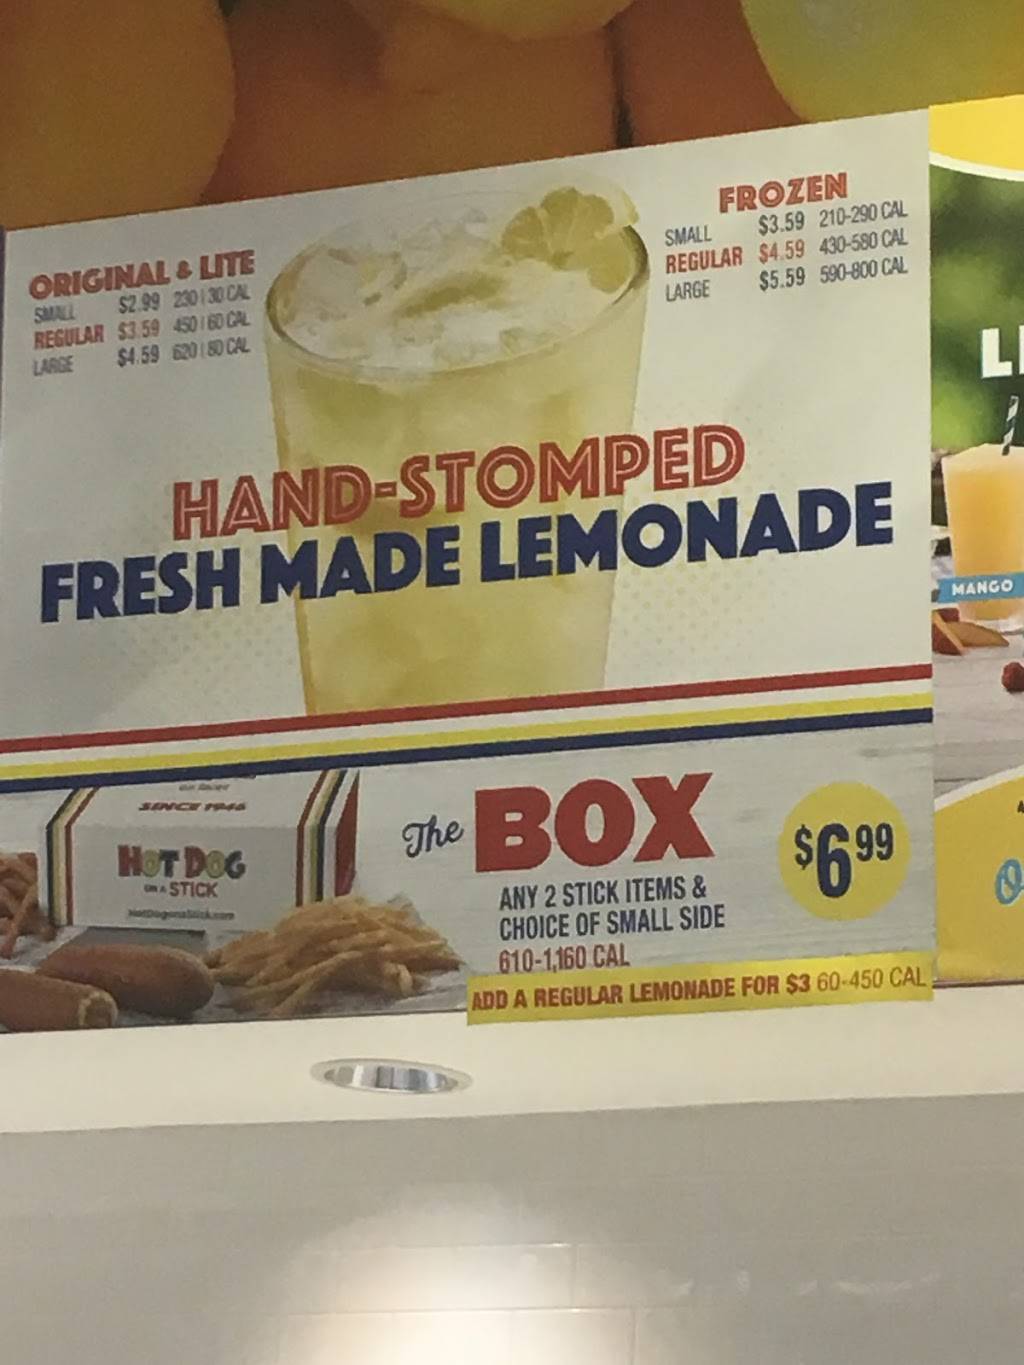 ORIGINAL & LITE
SMALL $2.99 230 | 30 CAL
REGULAR $3.59 450 | 60 CAL
LARGE $4.59 620 | 80 CAL
FROZEN
SMALL $3.59 210-290 CAL
REGULAR $4.59 430-580 CAL
LARGE $5.59 590-800 CAL
HAND-STOMPED
FRESH MADE LEMONADE
LI
MANGO
SINCE 1946
HOT DOG
ON A STICK
HotDogonaStick.com
The BOX
$6.99
ANY 2 STICK ITEMS &
CHOICE OF SMALL SIDE
610-1,160 CAL
ADD A REGULAR LEMONADE FOR $3 60-450 CAL